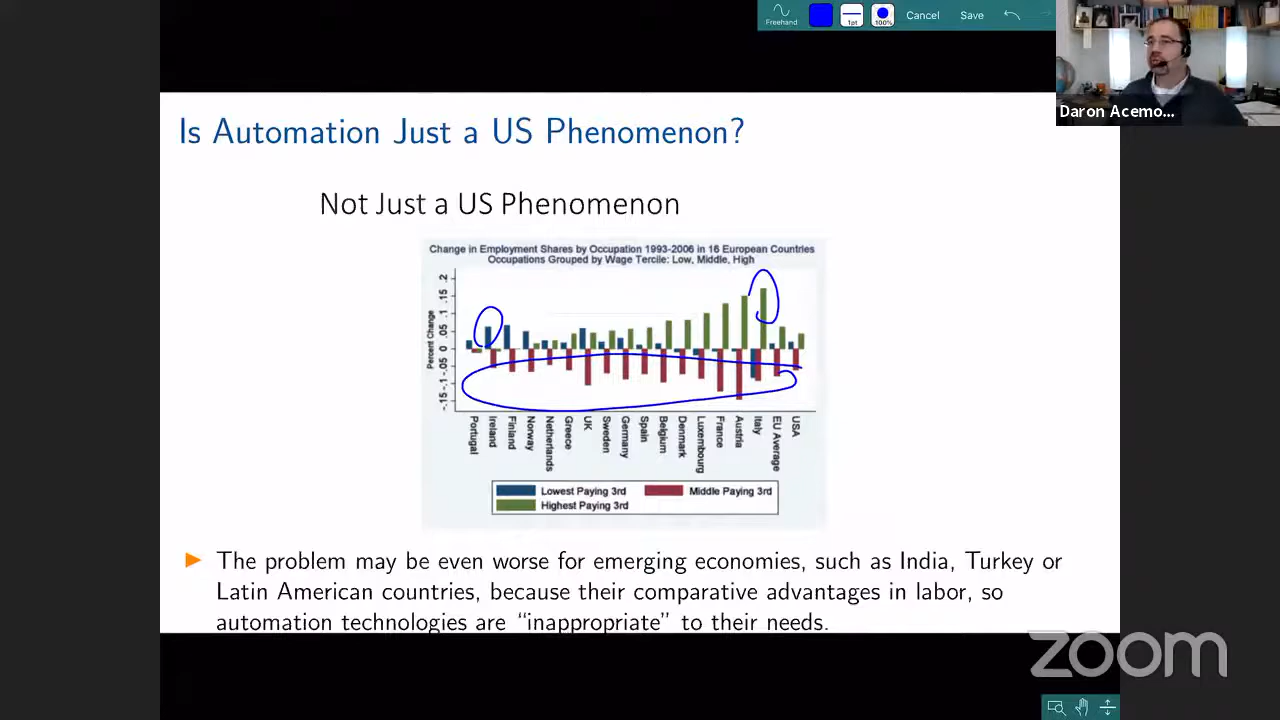 Freehand
1pt
100%
Cancel
Save
Daron Acemo...
Is Automation Just a US Phenomenon?
Not Just a US Phenomenon
Change in Employment Shares by Occupation 1993-2006 in 16 European Countries
Occupations Grouped by Wage Tercile: Low, Middle, High
Percent Change
-.15 -.1 -.05 0 .05 .1 .15 .2
Portugal
Ireland
Finland
Norway
Netherlands
Greece
UK
Sweden
Germany
Spain
Belgium
Denmark
Luxembourg
France
Austria
Italy
EU Average
USA
Lowest Paying 3rd
Middle Paying 3rd
Highest Paying 3rd
The problem may be even worse for emerging economies, such as India, Turkey or
Latin American countries, because their comparative advantages in labor, so
automation technologies are “inappropriate” to their needs.
zoom